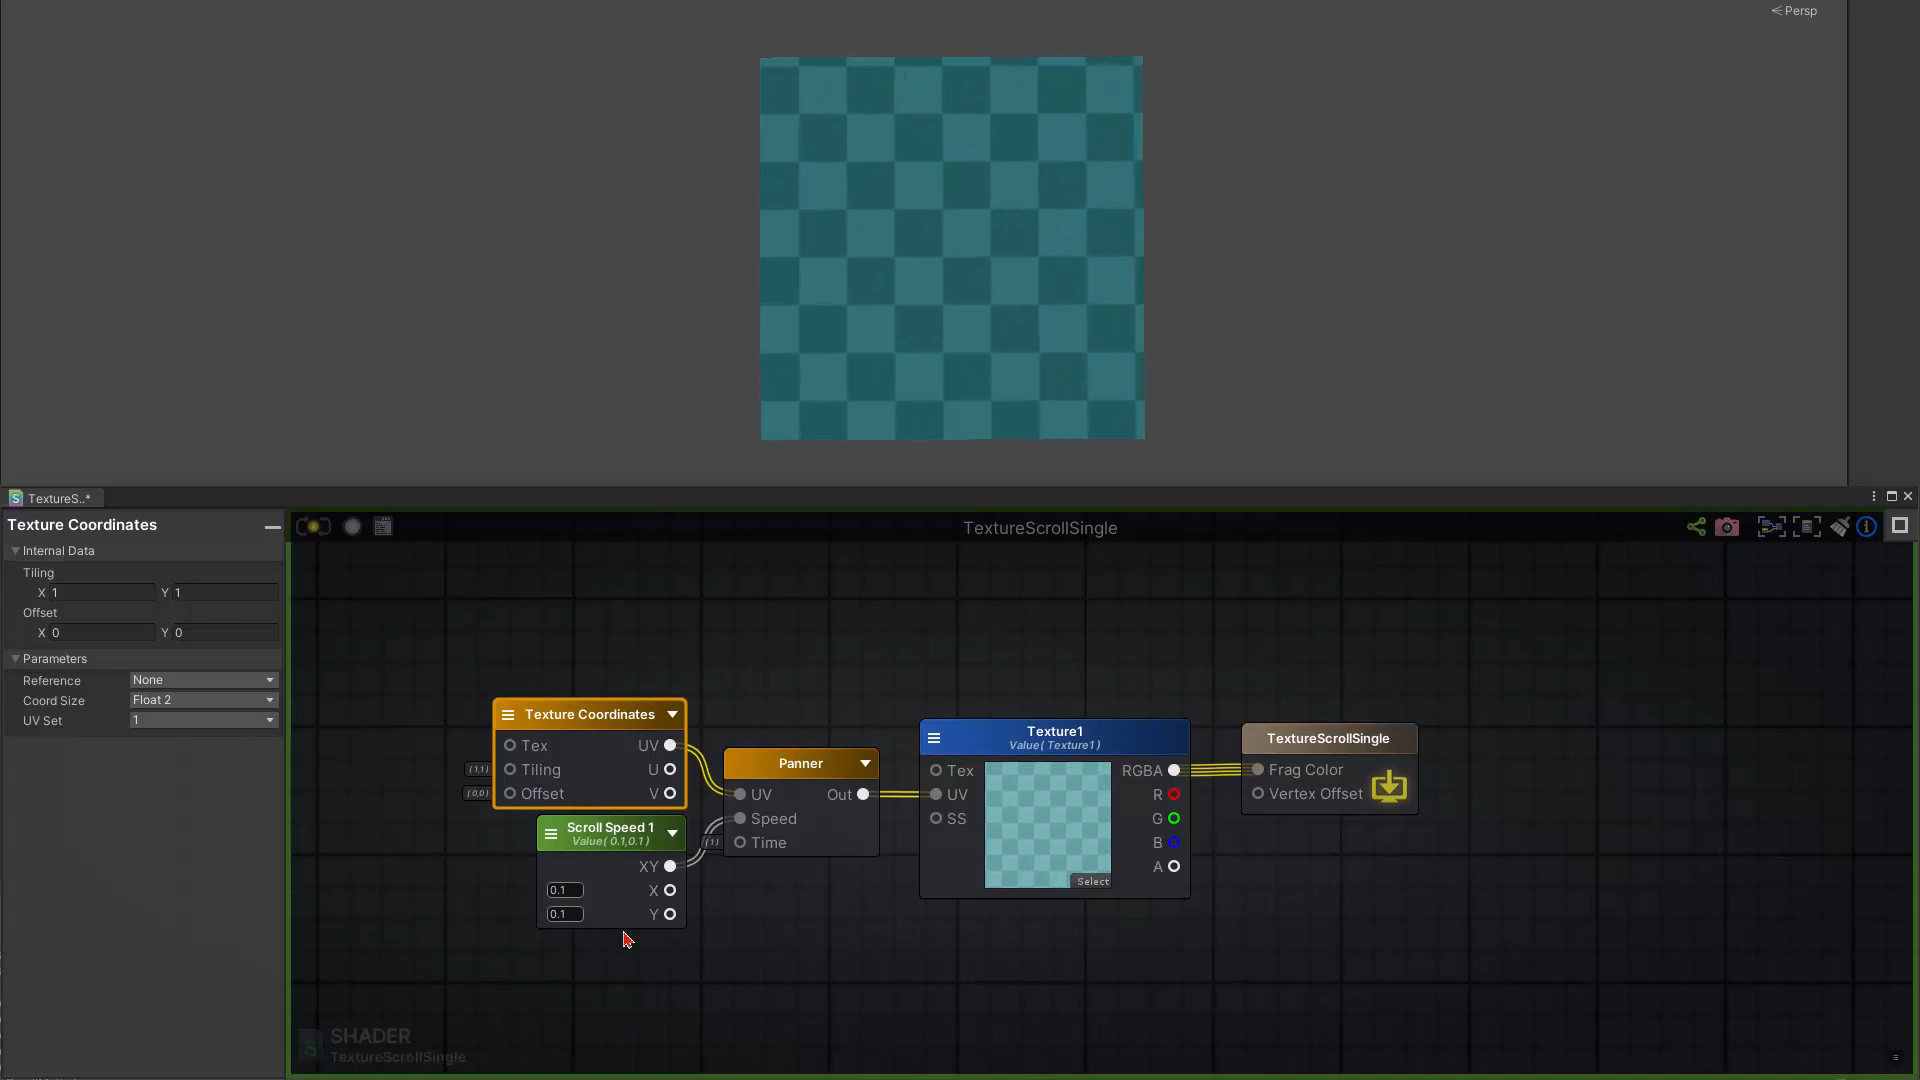 < Persp
TextureS..*
Texture Coordinates
Internal Data
Tiling
X 1 Y 1
Offset
X 0 Y 0
Parameters
Reference None
Coord Size Float 2
UV Set 1
TextureScrollSingle
Texture Coordinates
Tex UV
(1,1) Tiling U
(0,0) Offset V
Scroll Speed 1
Value( 0.1,0.1 )
XY
0.1 X
0.1 Y
Panner
UV Out
Speed
(1) Time
Texture1
Value( Texture1 )
Tex RGBA
UV R
SS G
B
A
Select
TextureScrollSingle
Frag Color
Vertex Offset
S SHADER
TextureScrollSingle